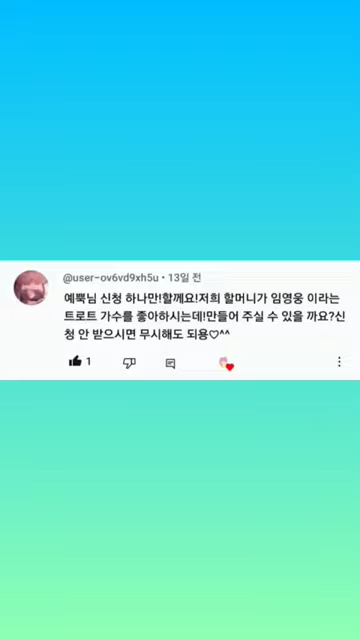 @user-ov6vd9xh5u • 13일 전
예뿍님 신청 하나만!할께요!저희 할머니가 임영웅 이라는
트로트 가수를 좋아하시는데!만들어 주실 수 있을 까요?신
청 안 받으시면 무시해도 되용♡^^
1